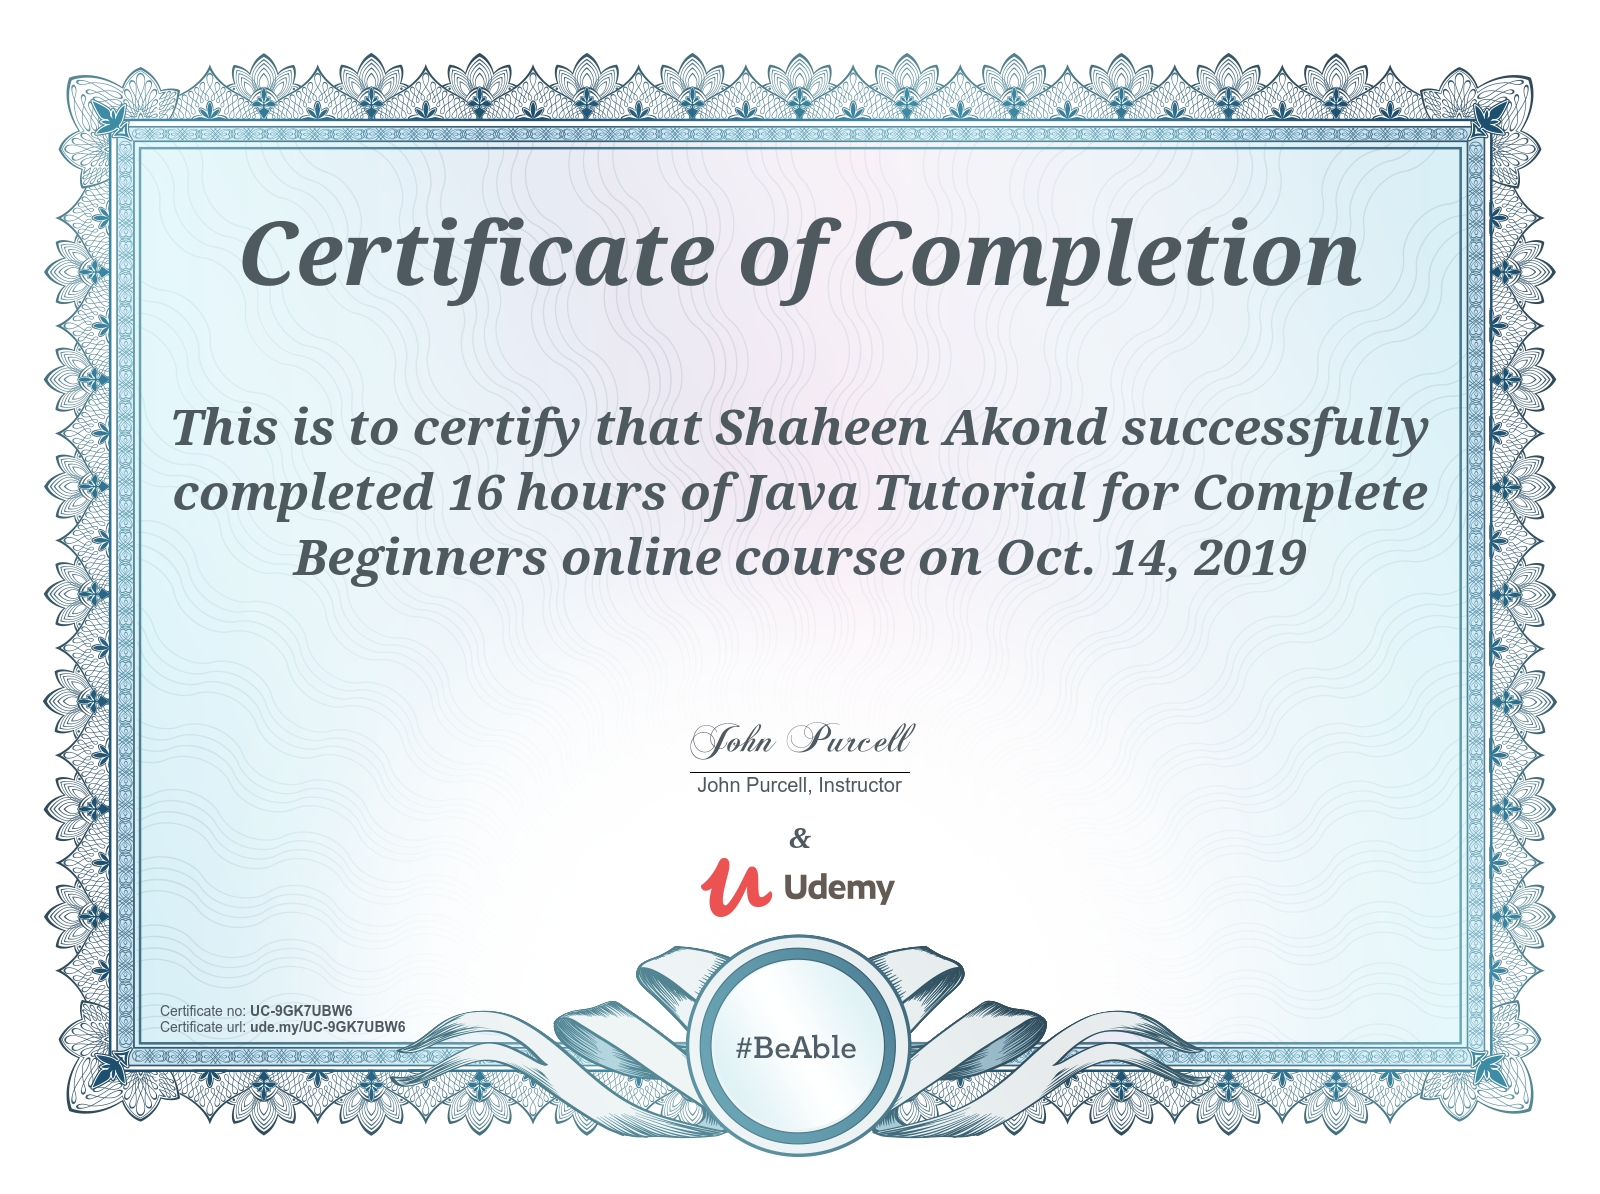 Certificate of Completion
This is to certify that Shaheen Akond successfully
completed 16 hours of Java Tutorial for Complete
Beginners online course on Oct. 14, 2019
John Purcell
John Purcell, Instructor
&
Udemy
Certificate no: UC-9GK7UBW6
Certificate url: ude.my/UC-9GK7UBW6
#BeAble